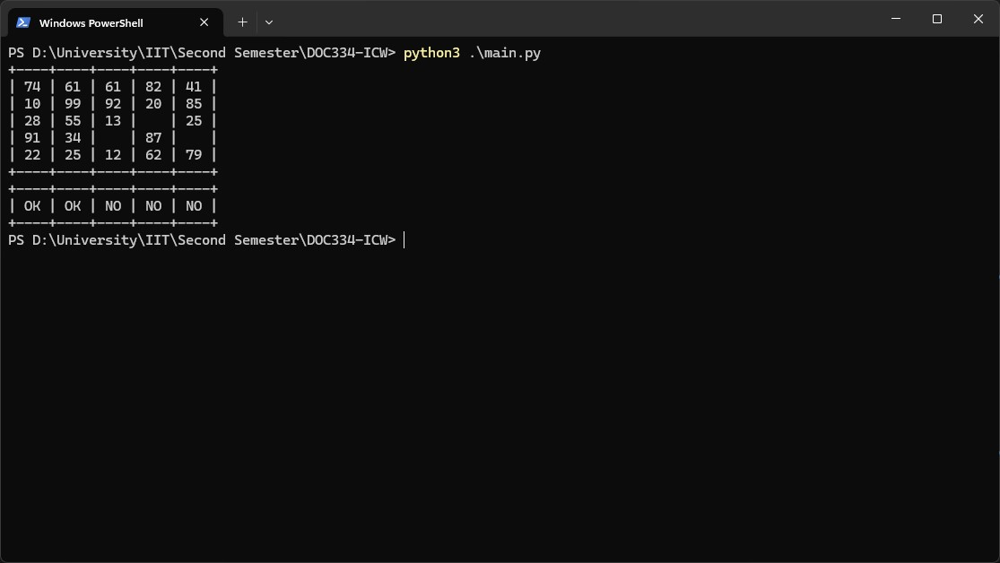 Windows PowerShell
PS D:\University\IIT\Second Semester\DOC334-ICW> python3 .\main.py
+----+----+----+----+----+
| 74 | 61 | 61 | 82 | 41 |
| 10 | 99 | 92 | 20 | 85 |
| 28 | 55 | 13 |    | 25 |
| 91 | 34 |    | 87 |    |
| 22 | 25 | 12 | 62 | 79 |
+----+----+----+----+----+
+----+----+----+----+----+
| OK | OK | NO | NO | NO |
+----+----+----+----+----+
PS D:\University\IIT\Second Semester\DOC334-ICW>